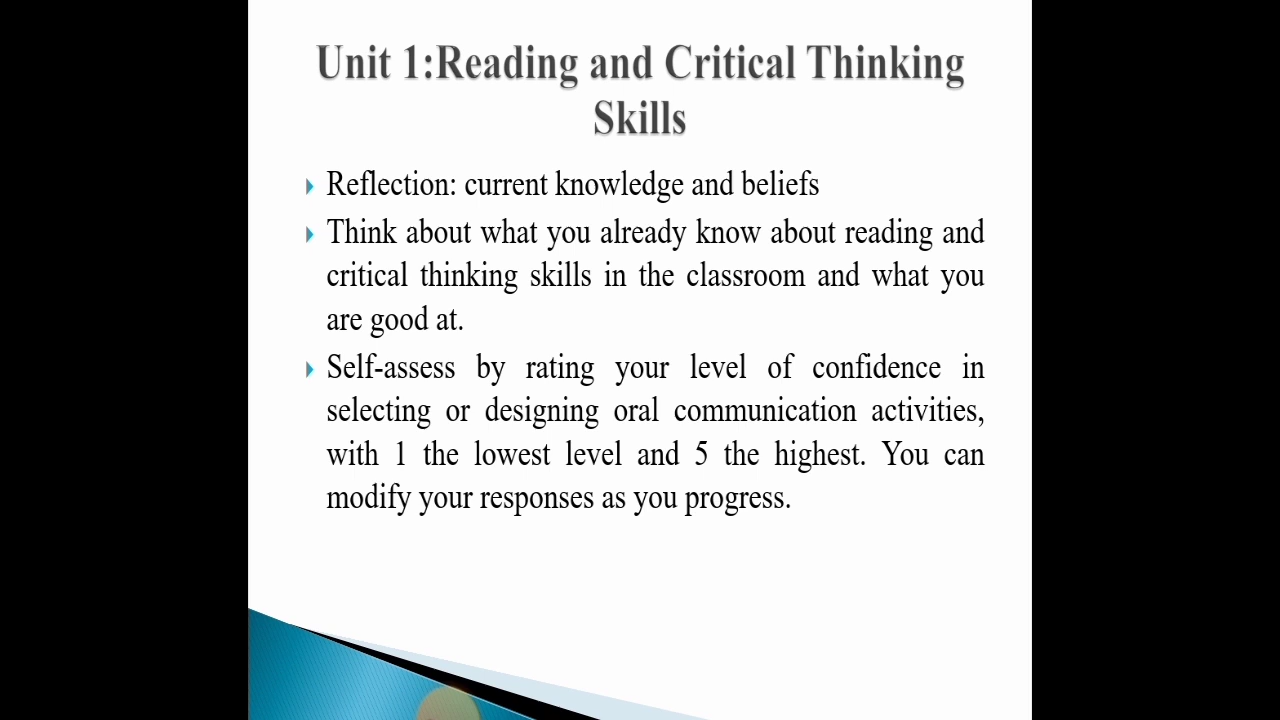 Unit 1:Reading and Critical Thinking
Skills
Reflection: current knowledge and beliefs
Think about what you already know about reading and
critical thinking skills in the classroom and what you
are good at.
Self-assess by rating your level of confidence in
selecting or designing oral communication activities,
with 1 the lowest level and 5 the highest. You can
modify your responses as you progress.